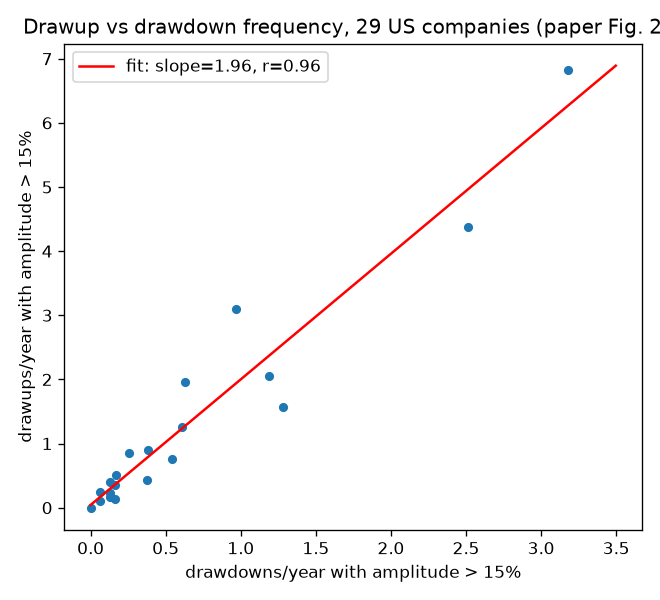 Drawup vs drawdown frequency, 29 US companies (paper Fig. 2
fit: slope=1.96, r=0.96
drawups/year with amplitude > 15%
7
6
5
4
3
2
1
0
0.0 0.5 1.0 1.5 2.0 2.5 3.0 3.5
drawdowns/year with amplitude > 15%